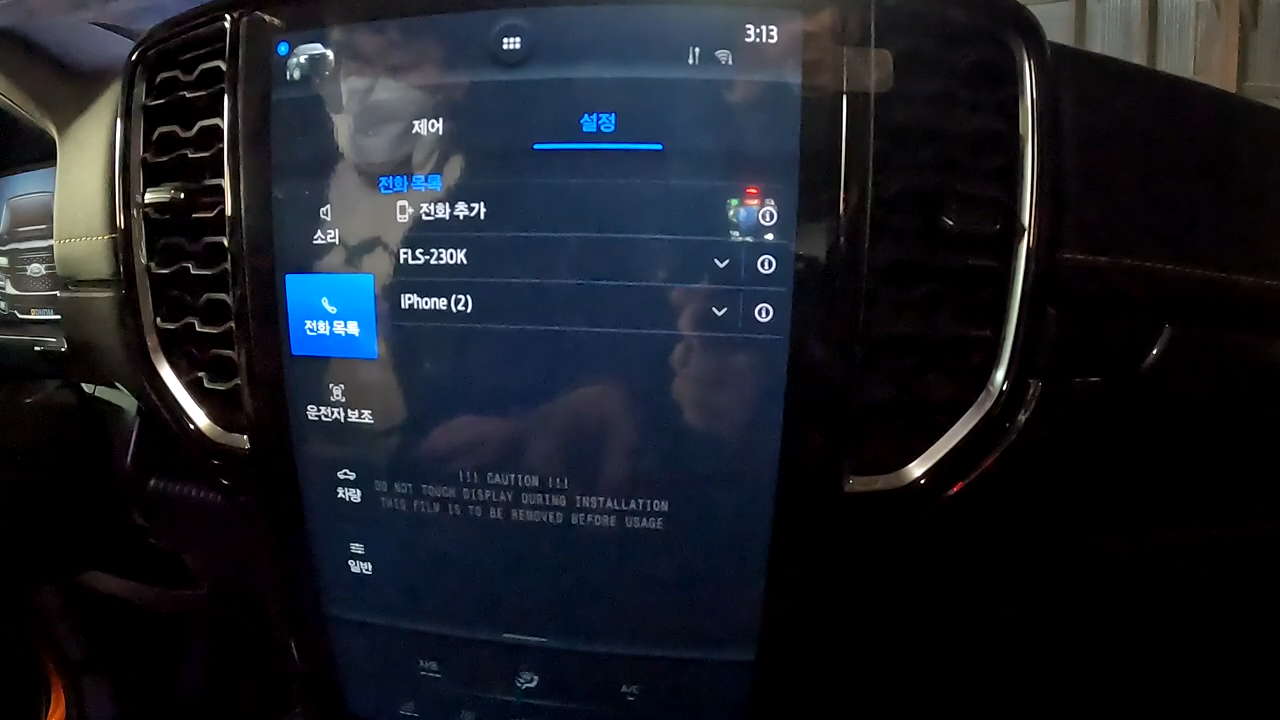 3:13
제어
설정
전화 목록
전화 추가
소리
FLS-230K
iPhone (2)
전화 목록
운전자 보조
!!! CAUTION !!!
DO NOT TOUCH DISPLAY DURING INSTALLATION
THIS FILM IS TO BE REMOVED BEFORE USAGE
차량
일반
자동
A/C